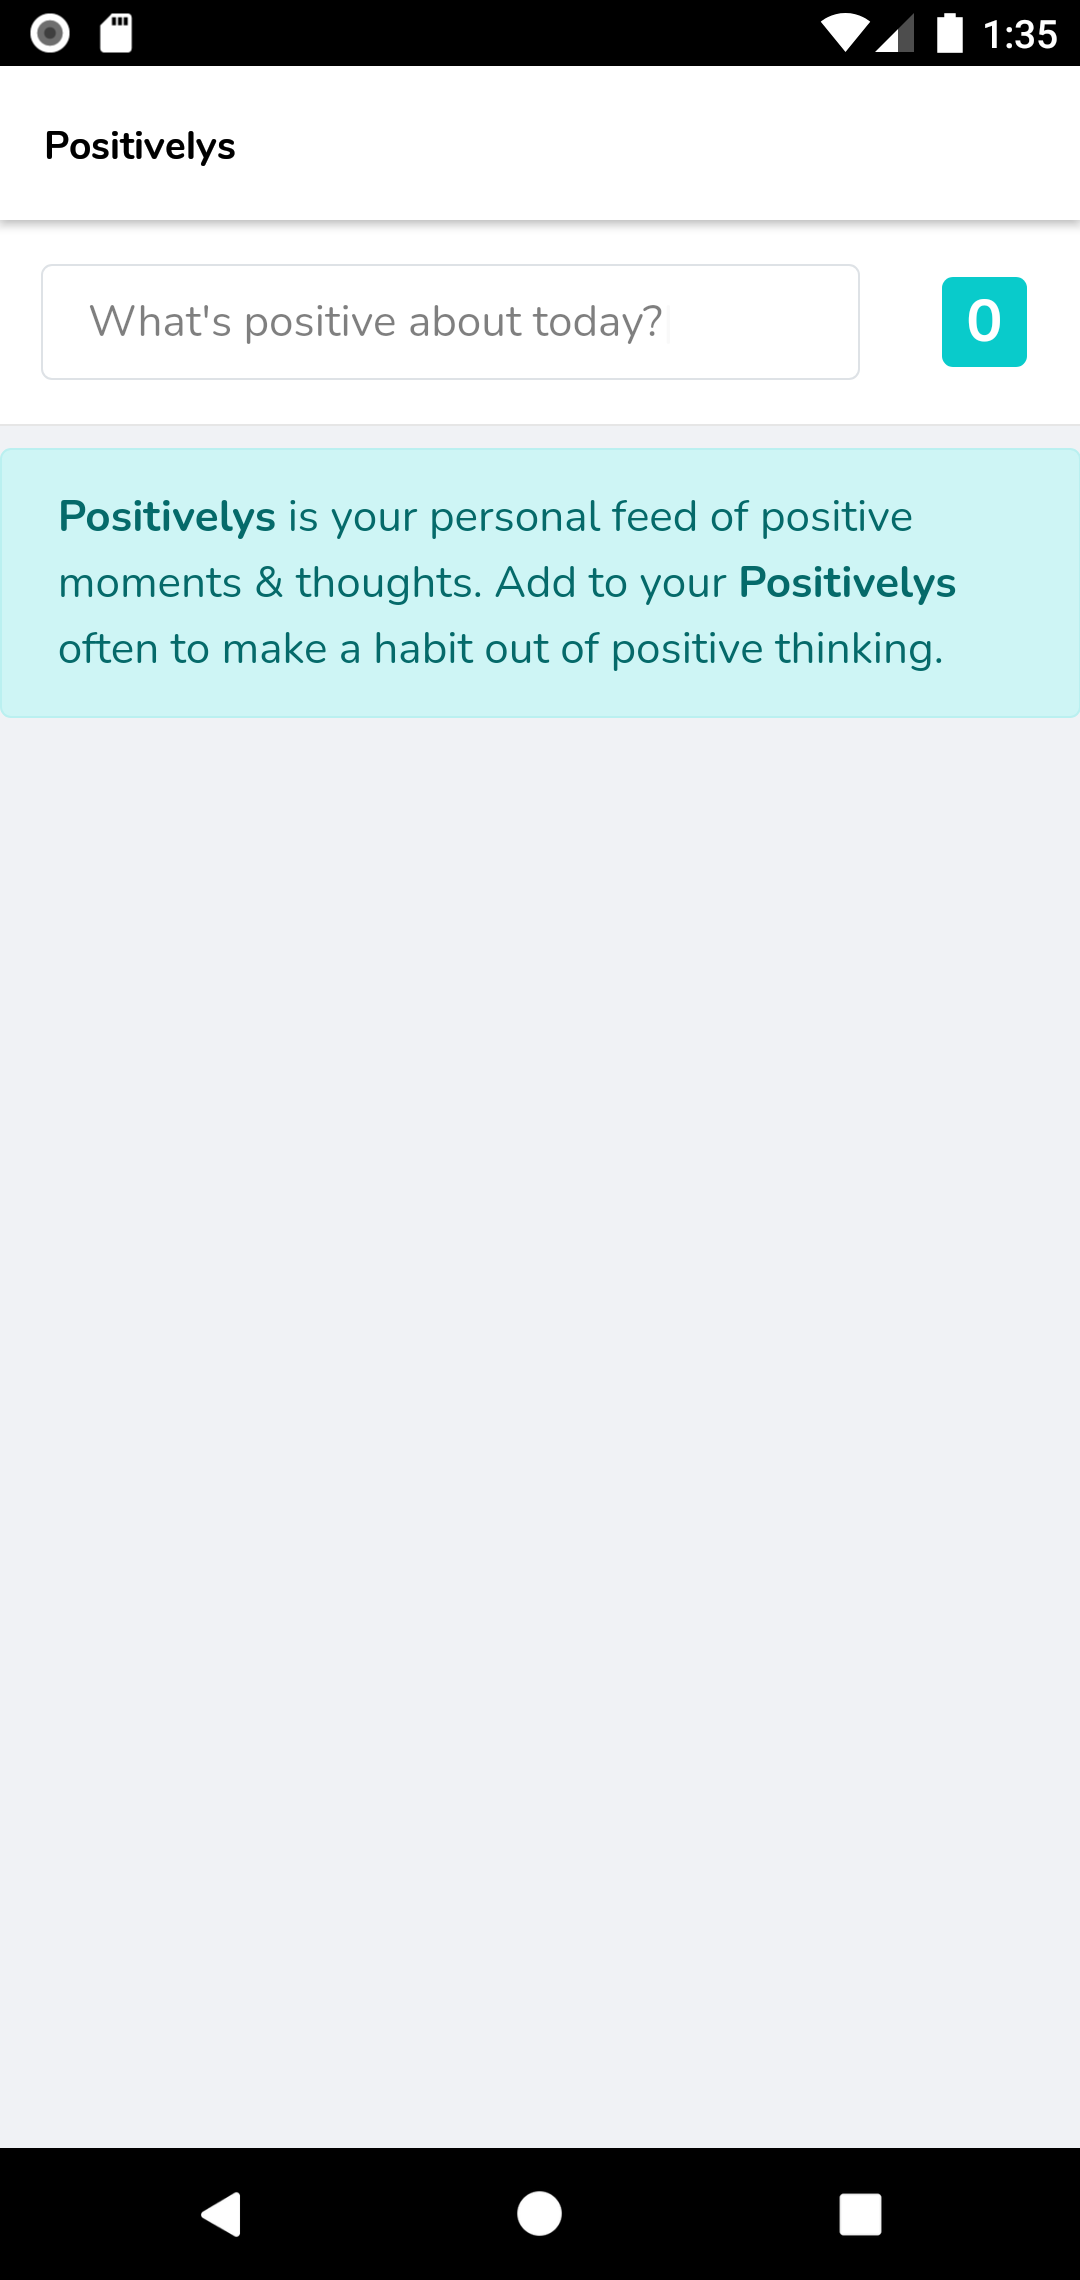 1:35
Positivelys
What's positive about today?
0
Positivelys is your personal feed of positive
moments & thoughts. Add to your Positivelys
often to make a habit out of positive thinking.